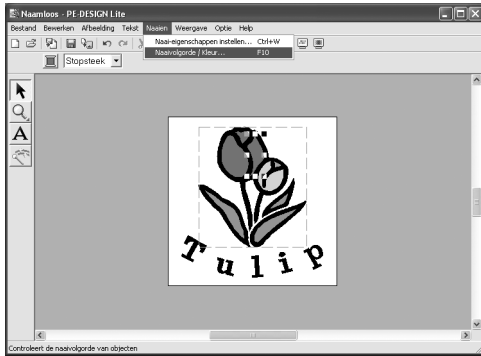 Naamloos - PE-DESIGN Lite
Bestand Bewerken Afbeelding Tekst Naaien Weergave Optie Help
Naai-eigenschappen instellen... Ctrl+W
Naaivolgorde / Kleur... F10
Stopsteek
A
Tulip
Controleert de naaivolgorde van objecten